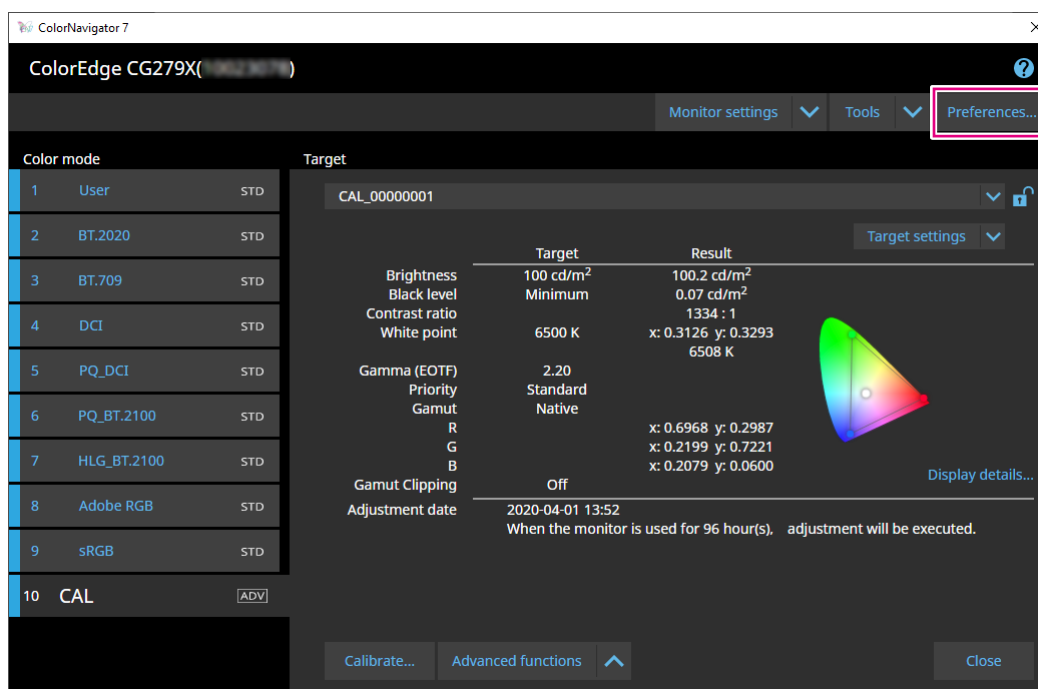 ColorNavigator 7
ColorEdge CG279X( )
Monitor settings Tools Preferences...
Color mode Target
1 User STD
2 BT.2020 STD
3 BT.709 STD
4 DCI STD
5 PQ_DCI STD
6 PQ_BT.2100 STD
7 HLG_BT.2100 STD
8 Adobe RGB STD
9 sRGB STD
10 CAL ADV
CAL_00000001
Target settings
Target Result
Brightness 100 cd/m² 100.2 cd/m²
Black level Minimum 0.07 cd/m²
Contrast ratio 1334 : 1
White point 6500 K x: 0.3126 y: 0.3293
6508 K
Gamma (EOTF) 2.20
Priority Standard
Gamut Native
R x: 0.6968 y: 0.2987
G x: 0.2199 y: 0.7221
B x: 0.2079 y: 0.0600
Display details...
Gamut Clipping Off
Adjustment date 2020-04-01 13:52
When the monitor is used for 96 hour(s), adjustment will be executed.
Calibrate... Advanced functions Close